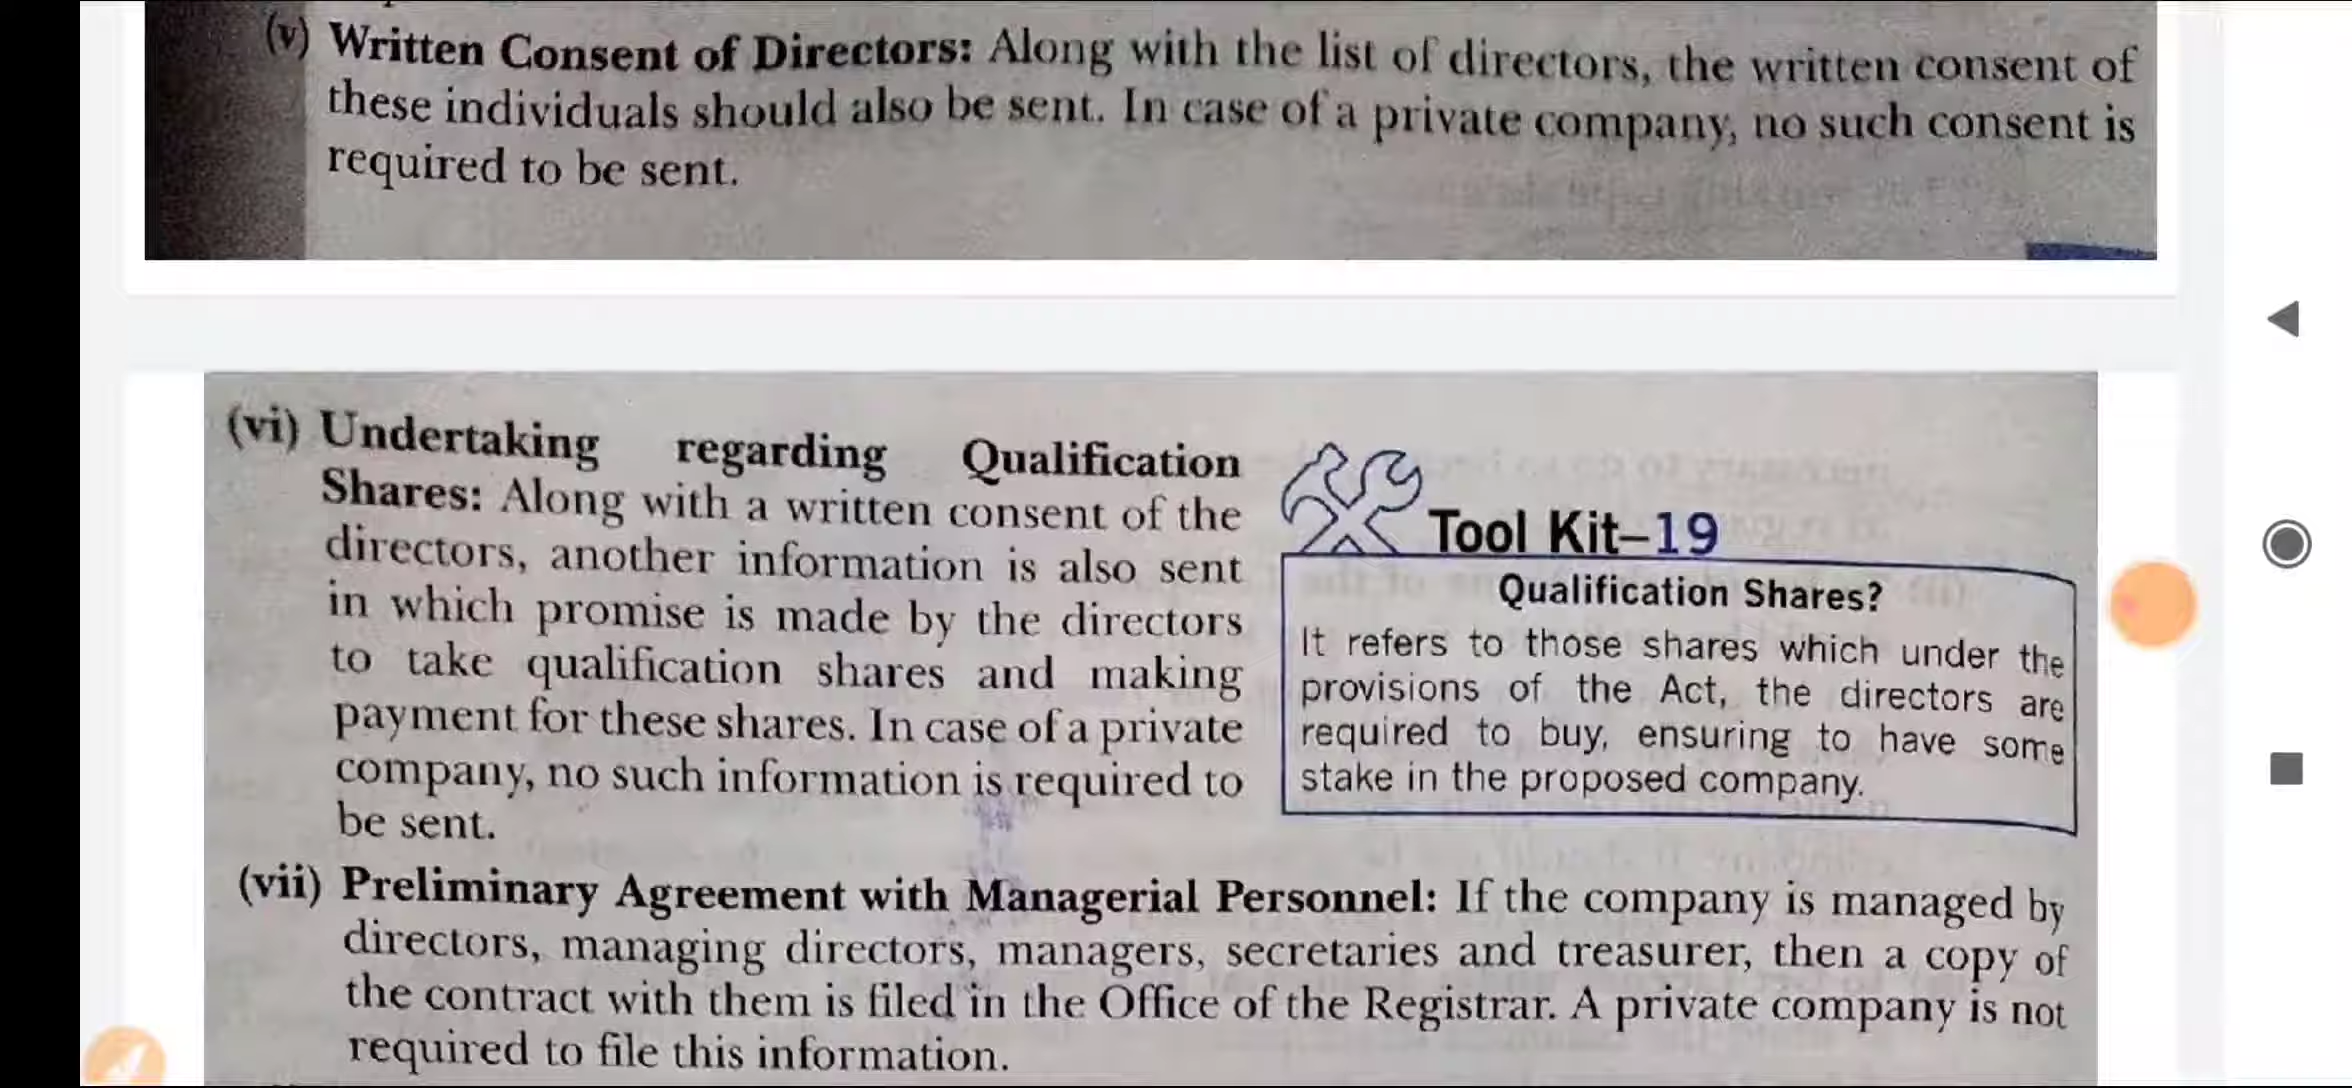 (v) Written Consent of Directors: Along with the list of directors, the written consent of
these individuals should also be sent. In case of a private company, no such consent is
required to be sent.
(vi) Undertaking regarding Qualification
Shares: Along with a written consent of the
directors, another information is also sent
in which promise is made by the directors
to take qualification shares and making
payment for these shares. In case of a private
company, no such information is required to
be sent.
Tool Kit–19
Qualification Shares?
It refers to those shares which under the
provisions of the Act, the directors are
required to buy, ensuring to have some
stake in the proposed company.
(vii) Preliminary Agreement with Managerial Personnel: If the company is managed by
directors, managing directors, managers, secretaries and treasurer, then a copy of
the contract with them is filed in the Office of the Registrar. A private company is not
required to file this information.